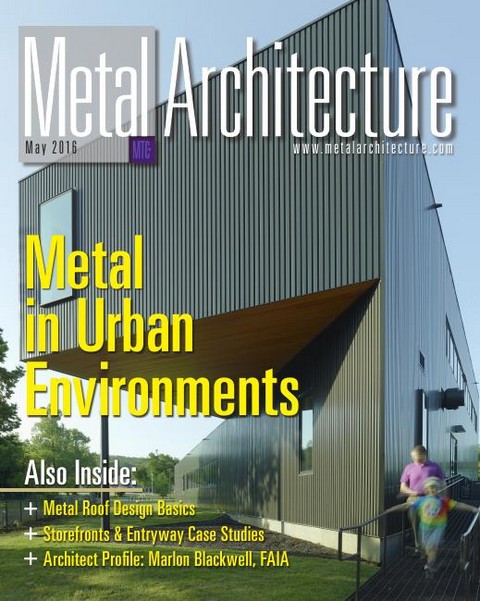 Metal Architecture
May 2016
MTG
www.metalarchitecture.com
Metal
in Urban
Environments
Also Inside:
+ Metal Roof Design Basics
+ Storefronts & Entryway Case Studies
+ Architect Profile: Marlon Blackwell, FAIA